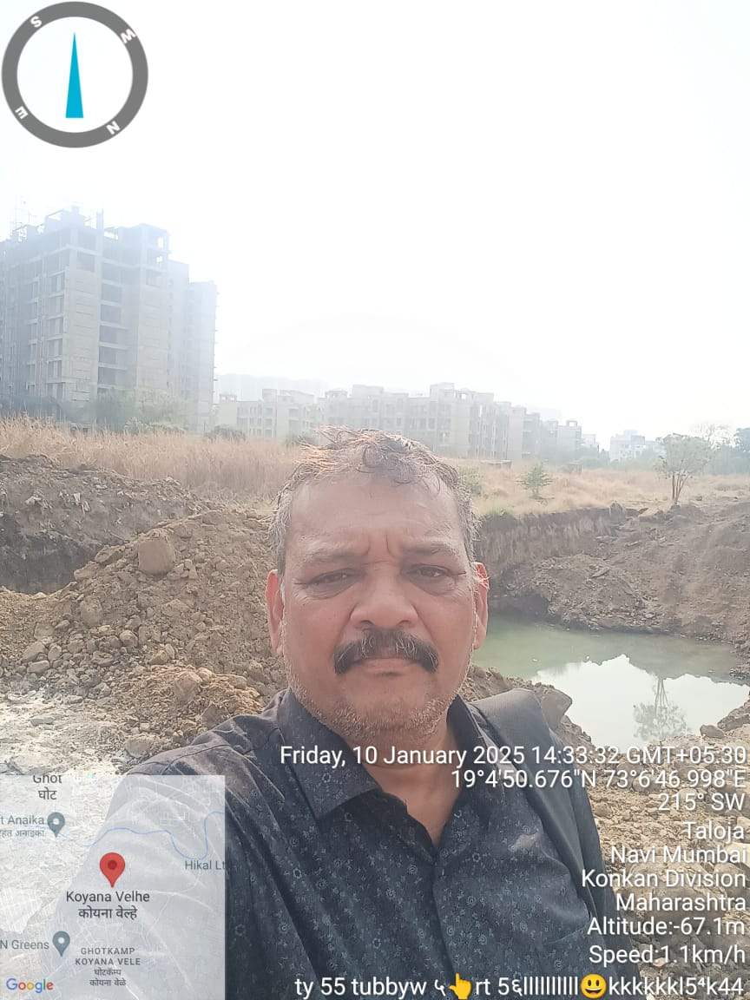 S
W
E
N
Friday, 10 January 2025 14:33:32 GMT+05:30
19°4'50.676"N 73°6'46.998"E
215° SW
Taloja
Navi Mumbai
Konkan Division
Maharashtra
Altitude:-67.1m
Speed:1.1km/h
ty 55 tubbyw ५👆rt 5६llllllllll😃kkkkkkl5⁴k44
Ghot
घोट
t Anaika
Hikal Lt
Koyana Velhe
कोयना वेल्हे
N Greens
GHOTKAMP
KOYANA VELE
घोटकॅम्प
कोयना वेळे
Google